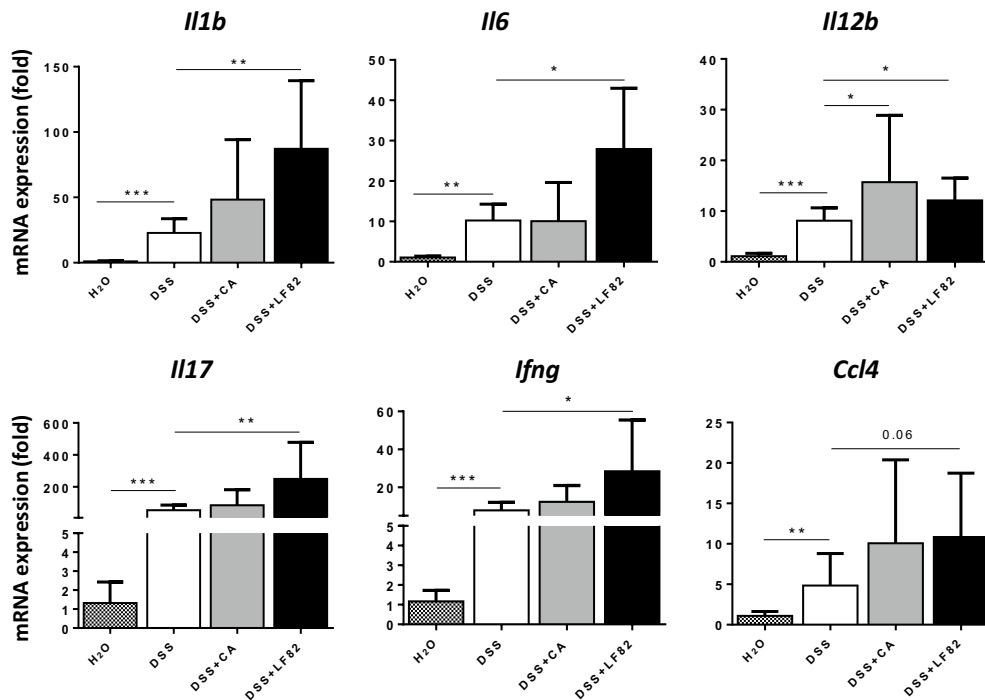 Il1b
mRNA expression (fold)
150
100
50
0
***
**
H₂O
DSS
DSS+CA
DSS+LF82
Il6
50
40
30
20
10
0
**
*
H₂O
DSS
DSS+CA
DSS+LF82
Il12b
40
30
20
10
0
***
*
*
H₂O
DSS
DSS+CA
DSS+LF82
Il17
mRNA expression (fold)
600
400
200
5
4
3
2
1
0
***
**
H₂O
DSS
DSS+CA
DSS+LF82
Ifng
60
40
20
5
4
3
2
1
0
***
*
H₂O
DSS
DSS+CA
DSS+LF82
Ccl4
25
20
15
10
5
0
**
0.06
H₂O
DSS
DSS+CA
DSS+LF82